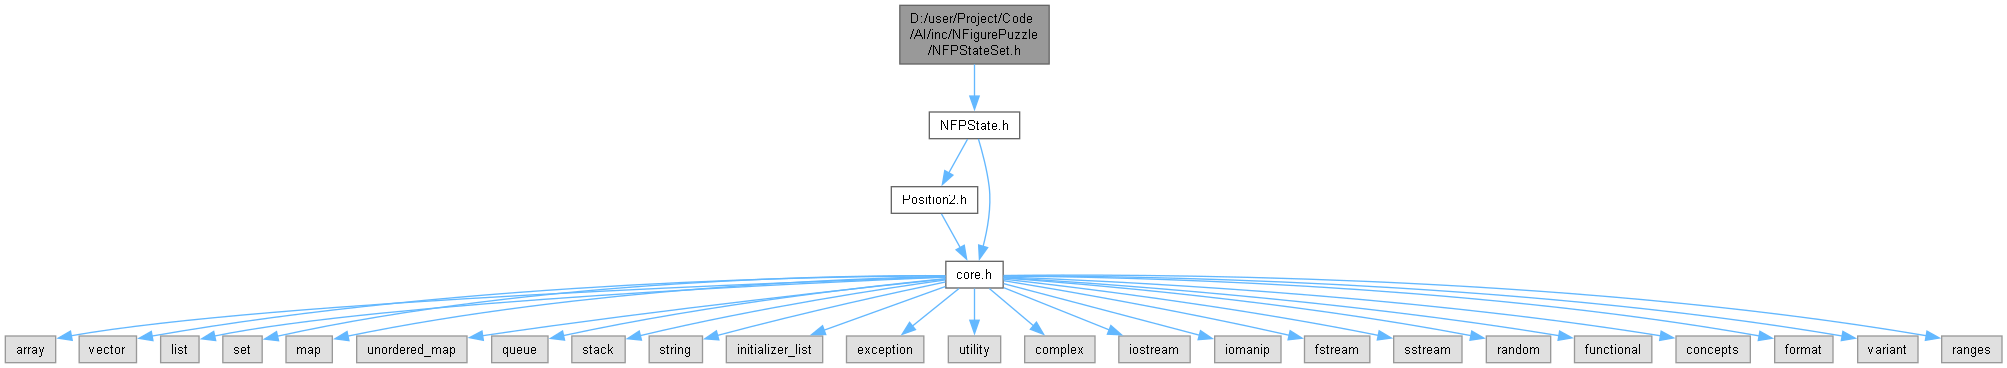 D:/user/Project/Code
/AI/inc/NFigurePuzzle
/NFPStateSet.h
NFPState.h
Position2.h
core.h
array
vector
list
set
map
unordered_map
queue
stack
string
initializer_list
exception
utility
complex
iostream
iomanip
fstream
sstream
random
functional
concepts
format
variant
ranges